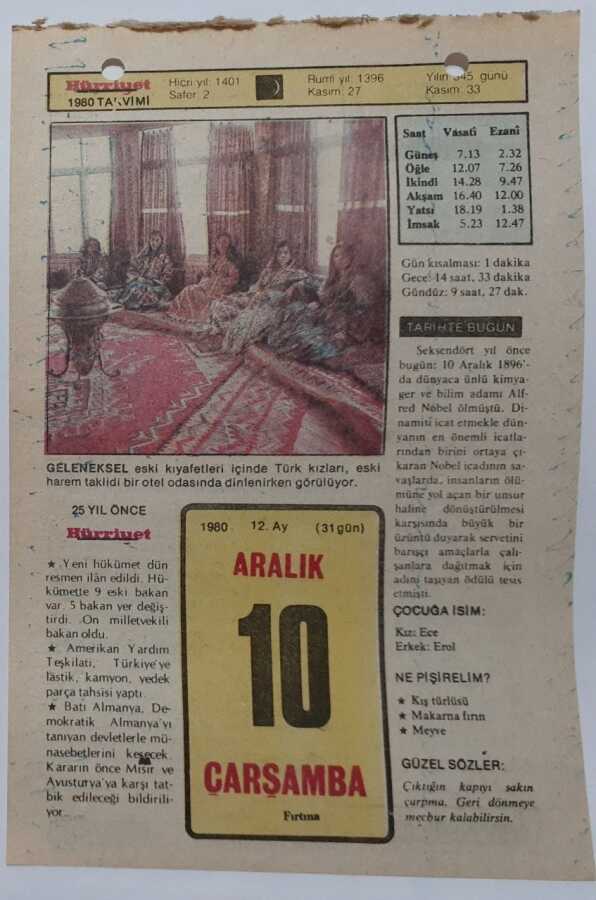 Hürriyet
1980 TAKVİMİ
Hicri yıl: 1401
Safer: 2
Rumi yıl: 1396
Kasım: 27
Yılın 345 günü
Kasım: 33
Saat Vasati Ezani
Güneş 7.13 2.32
Öğle 12.07 7.26
İkindi 14.28 9.47
Akşam 16.40 12.00
Yatsı 18.19 1.38
İmsak 5.23 12.47
Gün kısalması: 1 dakika
Gece: 14 saat, 33 dakika
Gündüz: 9 saat, 27 dak.
TARİHTE BUGÜN
Seksendört yıl önce
bugün: 10 Aralık 1896'-
da dünyaca ünlü kimya-
ger ve bilim adamı Alf-
red Nobel ölmüştü. Di-
namiti icat etmekle dün-
yanın en önemli icatla-
rından birini ortaya çı-
karan Nobel icadının sa-
vaşlarda, insanların ölü-
müne yol açan bir unsur
haline dönüştürülmesi
karşısında büyük bir
üzüntü duyarak servetini
barışçı amaçlarla çalı-
şanlara dağıtmak için
adını taşıyan ödülü tesis
etmişti.
GELENEKSEL eski kıyafetleri içinde Türk kızları, eski
harem taklidi bir otel odasında dinlenirken görülüyor.
25 YIL ÖNCE
Hürriyet
★ Yeni hükümet dün
resmen ilân edildi. Hü-
kümette 9 eski bakan
var. 5 bakan yer değiş-
tirdi. On milletvekili
bakan oldu.
★ Amerikan Yardım
Teşkilatı, Türkiye'ye
lâstik, kamyon, yedek
parça tahsisi yaptı.
★ Batı Almanya, De-
mokratik Almanya'yı
tanıyan devletlerle mü-
nasebetlerini kesecek.
Kararın önce Mısır ve
Avusturya'ya karşı tat-
bik edileceği bildirili-
yor...
1980 12. Ay (31 gün)
ARALIK
10
ÇARŞAMBA
Fırtına
ÇOCUĞA İSİM:
Kız: Ece
Erkek: Erol
NE PİŞİRELİM?
★ Kış türlüsü
★ Makarna fırın
★ Meyve
GÜZEL SÖZLER:
Çıktığın kapıyı sakın
çarpma. Geri dönmeye
mecbur kalabilirsin.